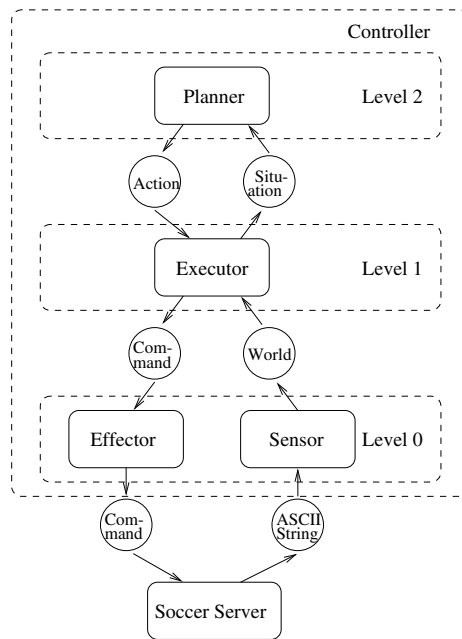 Controller
Planner
Level 2
Action
Situ-
ation
Executor
Level 1
Com-
mand
World
Effector
Sensor
Level 0
Com-
mand
ASCII
String
Soccer Server